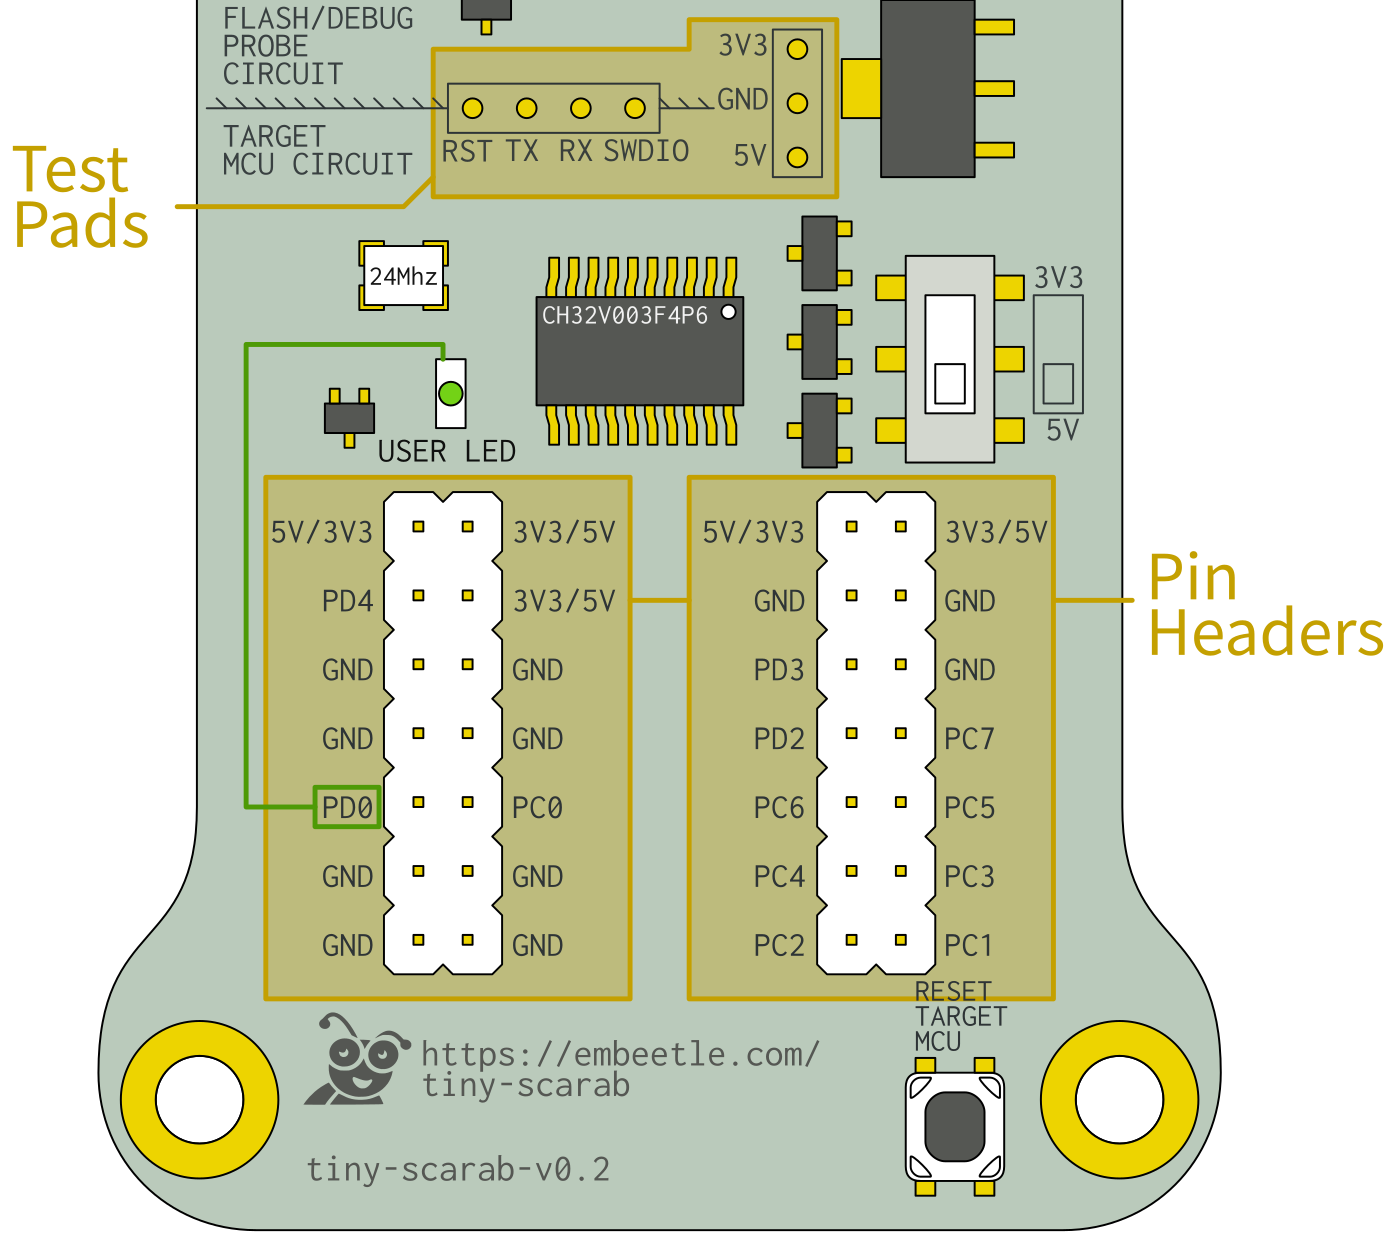 FLASH/DEBUG
PROBE
CIRCUIT
TARGET
MCU CIRCUIT
3V3
GND
5V
RST TX RX SWDIO
Test
Pads
24Mhz
CH32V003F4P6
3V3
5V
USER LED
5V/3V3 3V3/5V
PD4 3V3/5V
GND GND
GND GND
PD0 PC0
GND GND
GND GND
5V/3V3 3V3/5V
GND GND
PD3 GND
PD2 PC7
PC6 PC5
PC4 PC3
PC2 PC1
Pin
Headers
RESET
TARGET
MCU
https://embeetle.com/
tiny-scarab
tiny-scarab-v0.2